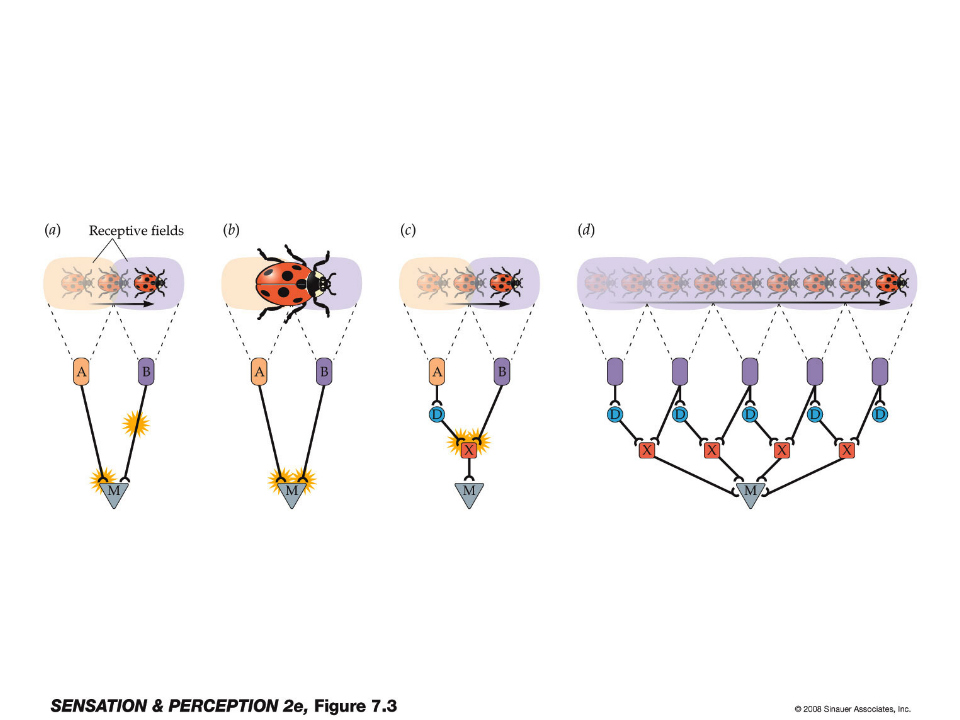 (a) Receptive fields (b) (c) (d)
A B A B A B
D D D D D D
X X X X X
M M M M
SENSATION & PERCEPTION 2e, Figure 7.3
© 2008 Sinauer Associates, Inc.